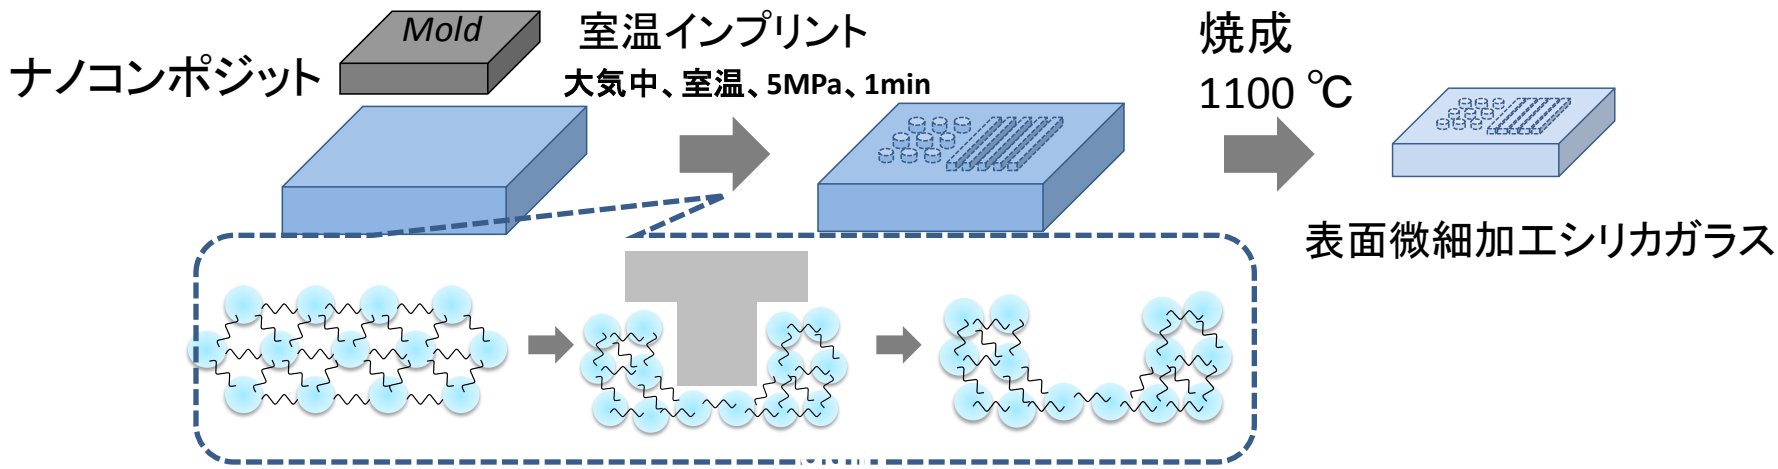 Mold
ナノコンポジット
室温インプリント
大気中、室温、5MPa、1min
焼成
1100 ℃
表面微細加工シリカガラス